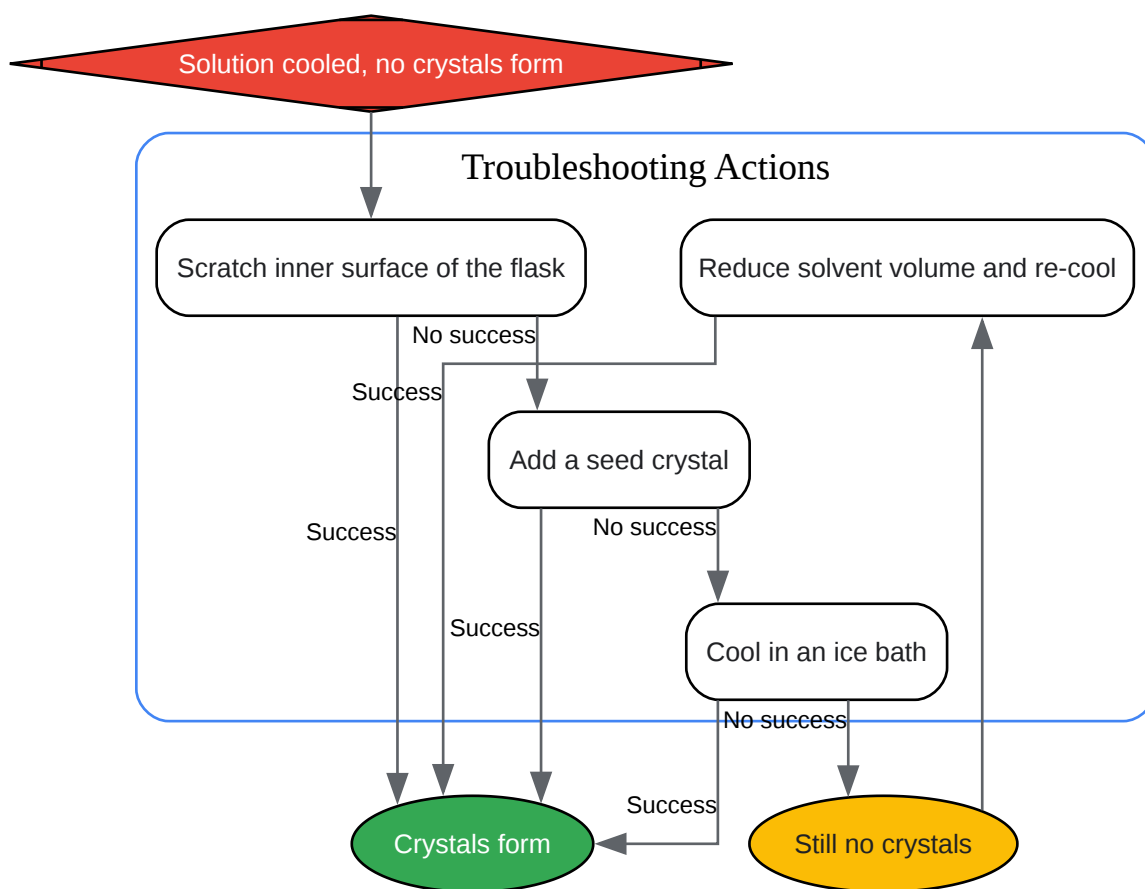 Solution cooled, no crystals form
Troubleshooting Actions
Scratch inner surface of the flask
Reduce solvent volume and re-cool
No success
Success
Add a seed crystal
Success
No success
Success
Cool in an ice bath
No success
Success
Crystals form
Still no crystals